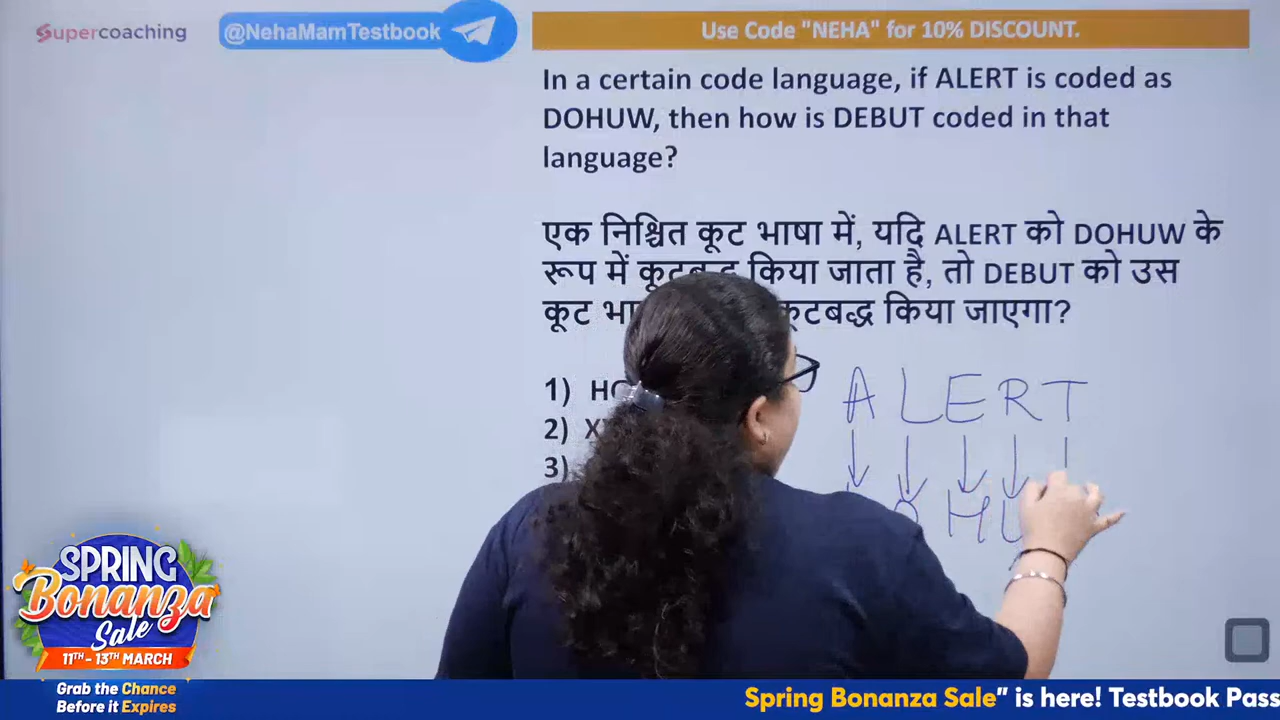 Supercoaching
@NehaMamTestbook
Use Code "NEHA" for 10% DISCOUNT.
In a certain code language, if ALERT is coded as
DOHUW, then how is DEBUT coded in that
language?
एक निश्चित कूट भाषा में, यदि ALERT को DOHUW के
रूप में कूटबद्ध किया जाता है, तो DEBUT को उस
कूट किया जाएगा?
1)
2)
3)
A L E R T
H
SPRING
Bonanza
Sale
11TH - 13TH MARCH
Grab the Chance
Before it Expires
Spring Bonanza Sale” is here! Testbook Pass